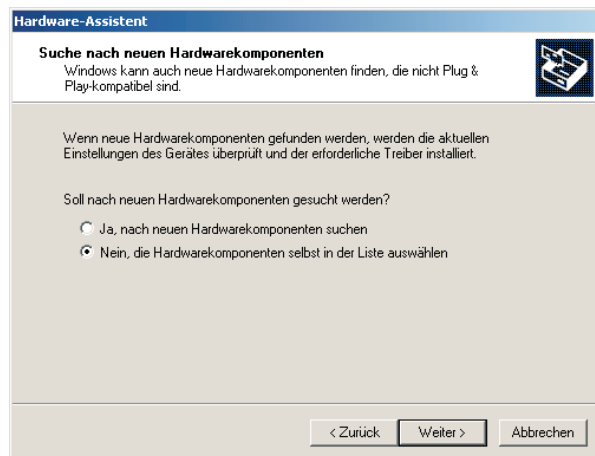 Hardware-Assistent
Suche nach neuen Hardwarekomponenten
Windows kann auch neue Hardwarekomponenten finden, die nicht Plug &
Play-kompatibel sind.
Wenn neue Hardwarekomponenten gefunden werden, werden die aktuellen
Einstellungen des Gerätes überprüft und der erforderliche Treiber installiert.
Soll nach neuen Hardwarekomponenten gesucht werden?
Ja, nach neuen Hardwarekomponenten suchen
Nein, die Hardwarekomponenten selbst in der Liste auswählen
< Zurück Weiter > Abbrechen